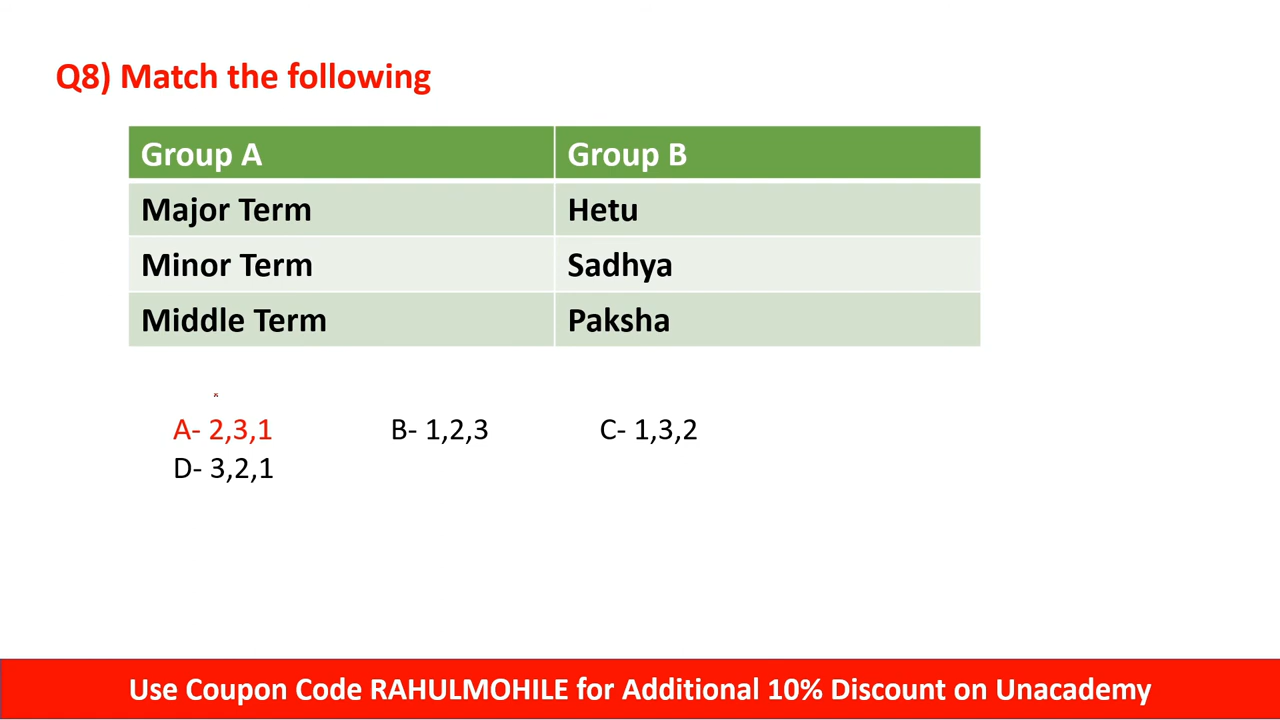 Q8) Match the following
Group A Group B
Major Term Hetu
Minor Term Sadhya
Middle Term Paksha
A- 2,3,1 B- 1,2,3 C- 1,3,2
D- 3,2,1
Use Coupon Code RAHULMOHILE for Additional 10% Discount on Unacademy